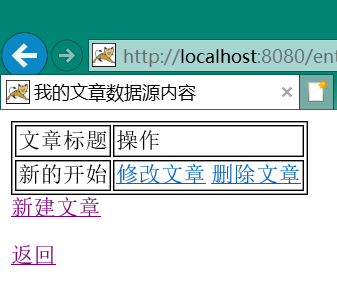 http://localhost:8080/ent
我的文章数据源内容
文章标题 操作
新的开始 修改文章 删除文章
新建文章
返回